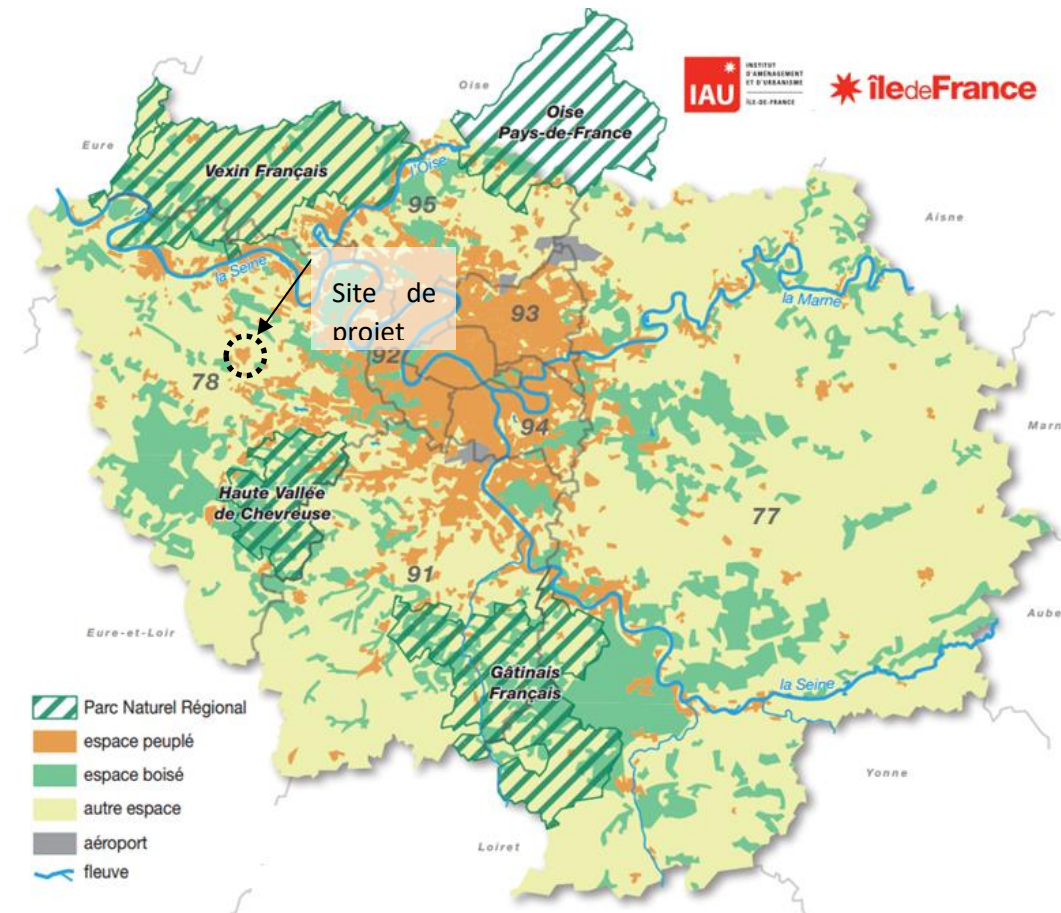 IAU
INSTITUT
D'AMÉNAGEMENT
ET D'URBANISME
ÎLE-DE-FRANCE
îledeFrance
Oise
Oise
Pays-de-France
Eure
Vexin Français
l'Oise
95
Aisne
la Seine
Site de
projet
93
la Marne
92
78
94
Marn
Haute Vallée
de Chevreuse
77
91
Aube
Eure-et-Loir
Gâtinais
Français
la Seine
Parc Naturel Régional
espace peuplé
espace boisé
autre espace
aéroport
fleuve
Yonne
Loiret